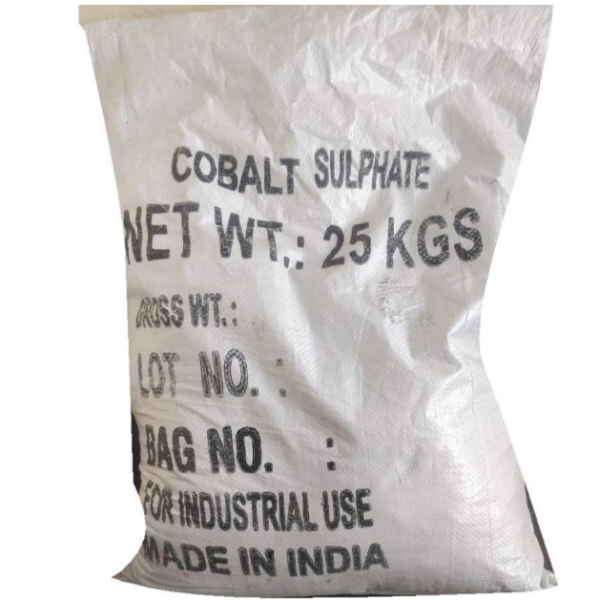 COBALT SULPHATE
NET WT.: 25 KGS
GROSS WT.:
LOT NO. :
BAG NO. :
FOR INDUSTRIAL USE
MADE IN INDIA